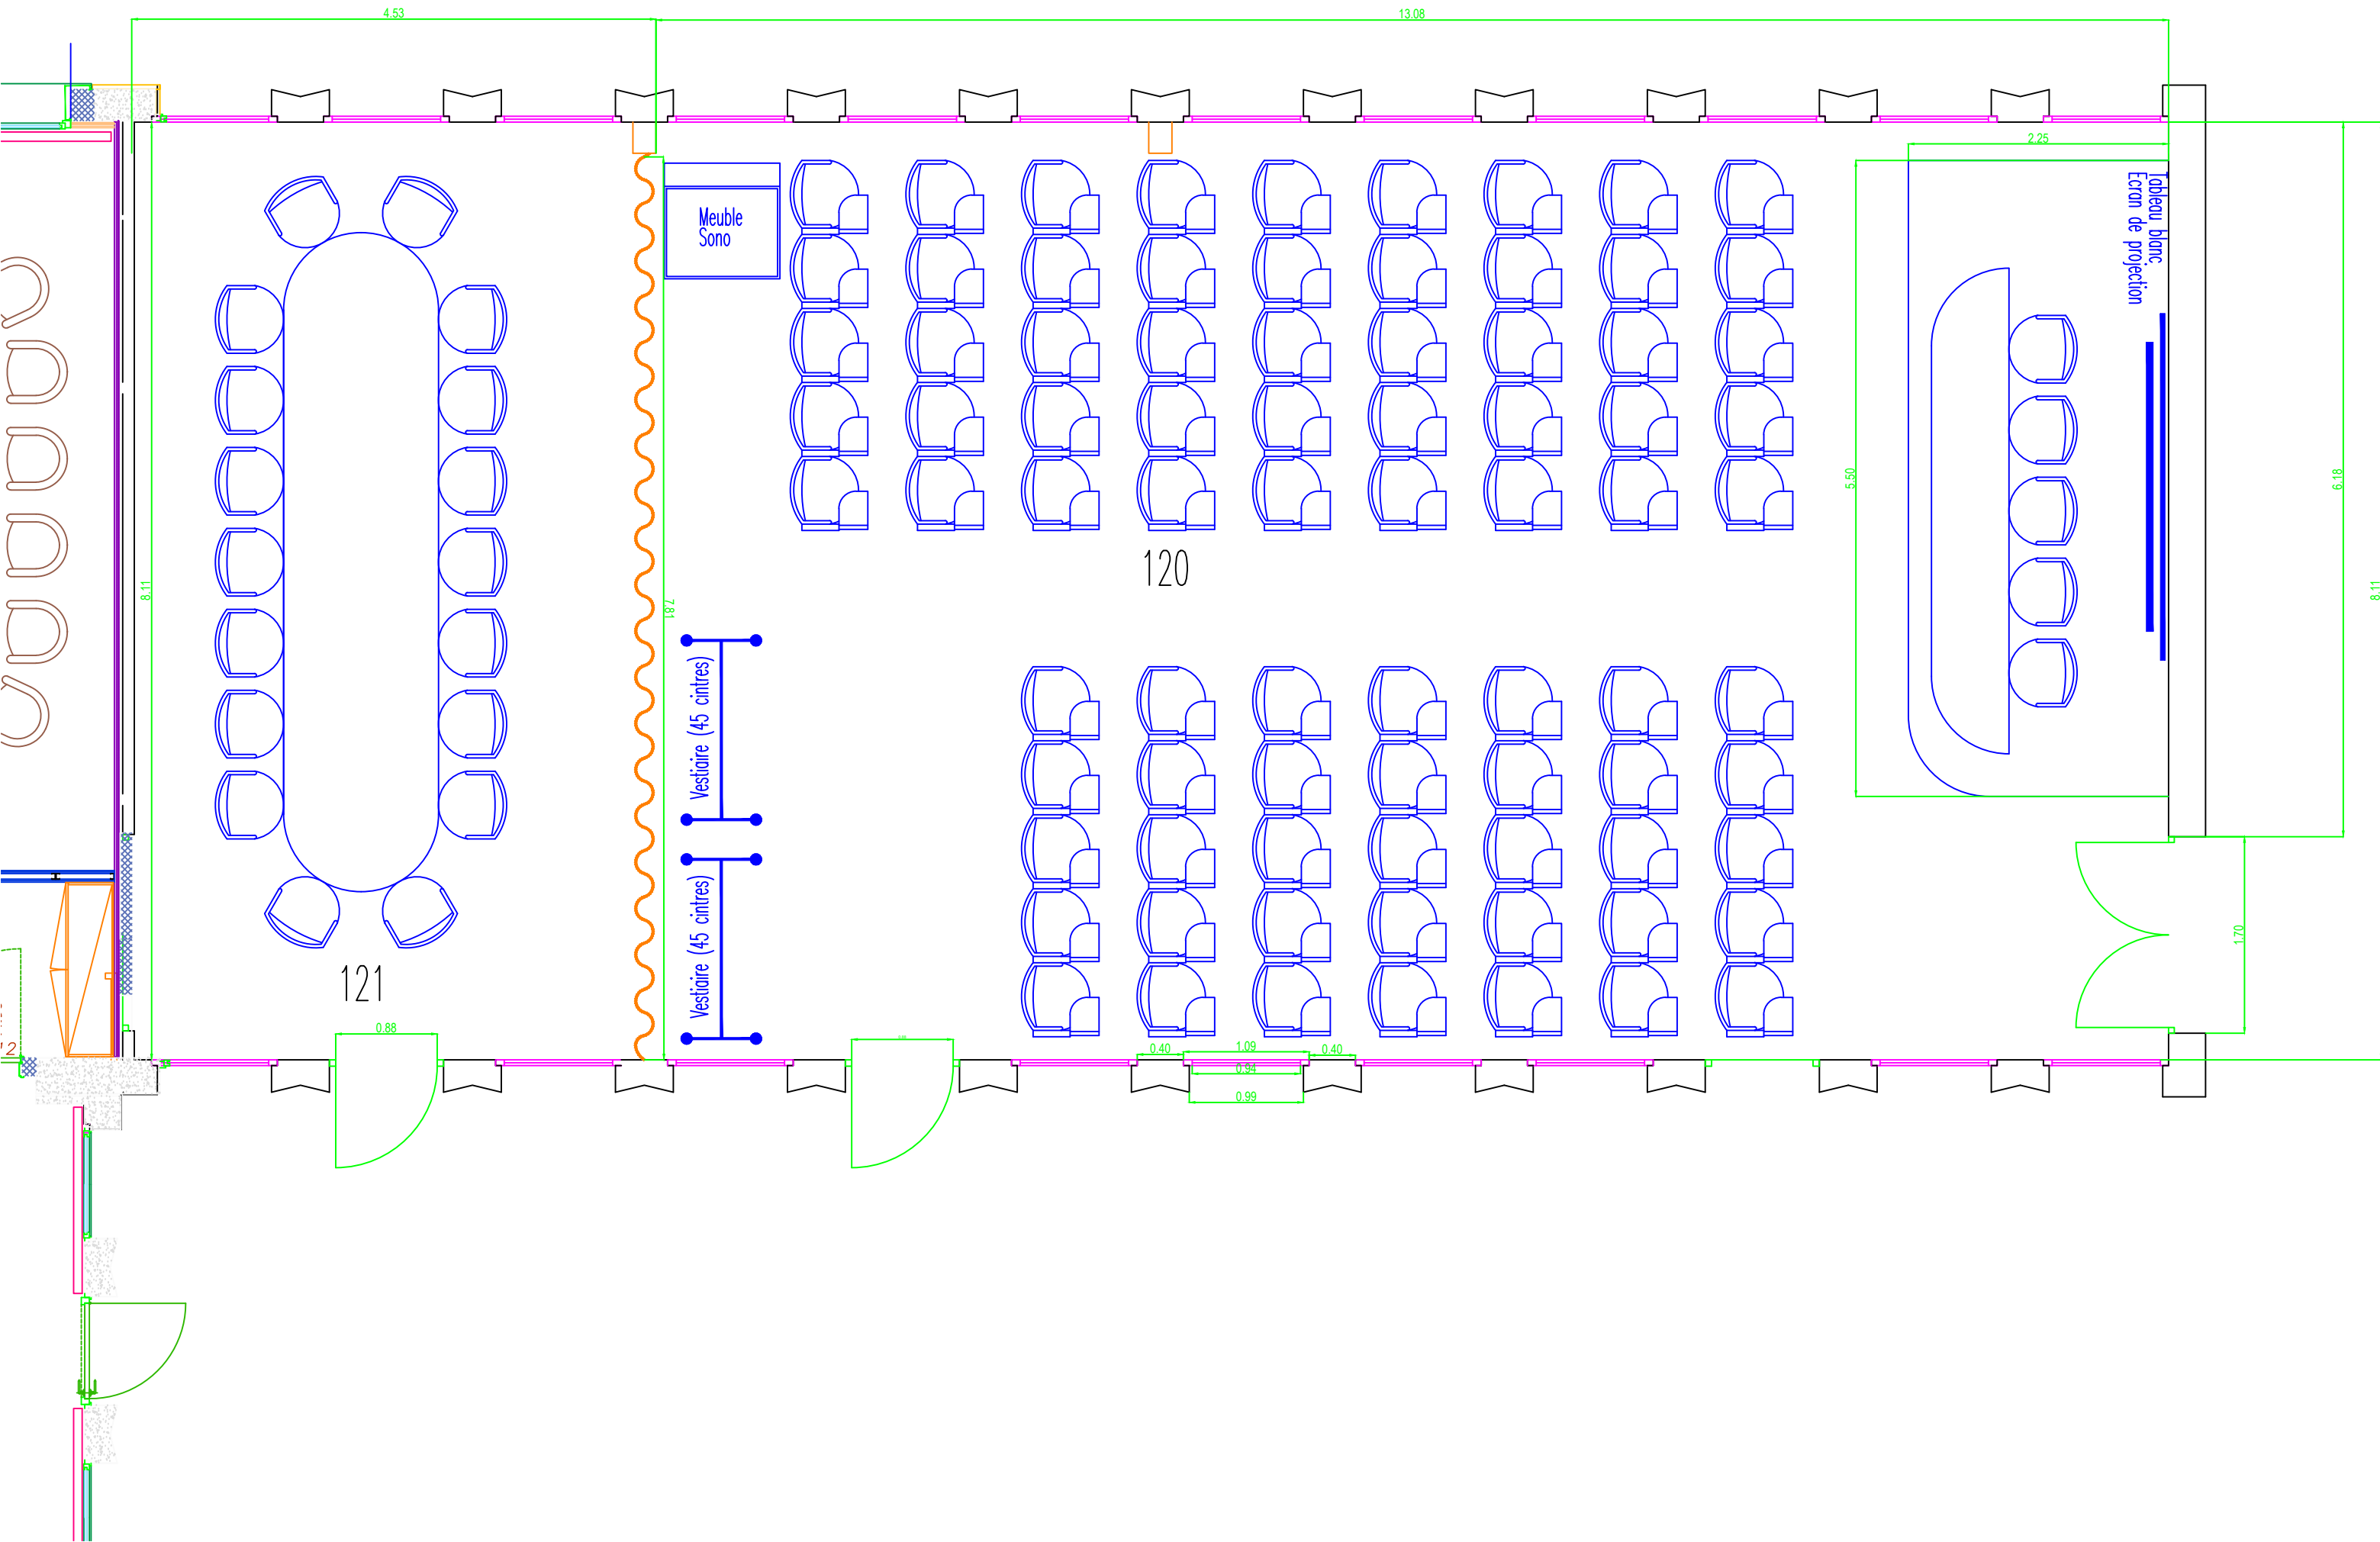 4.53
13.08
2.25
Tableau blanc
Ecran de projection
Meuble
Sono
5.50
6.18
120
8.11
7.81
8.11
Vestiaire (45 cintres)
Vestiaire (45 cintres)
1.70
121
0.88
0.40
1.09
0.40
0.94
0.99